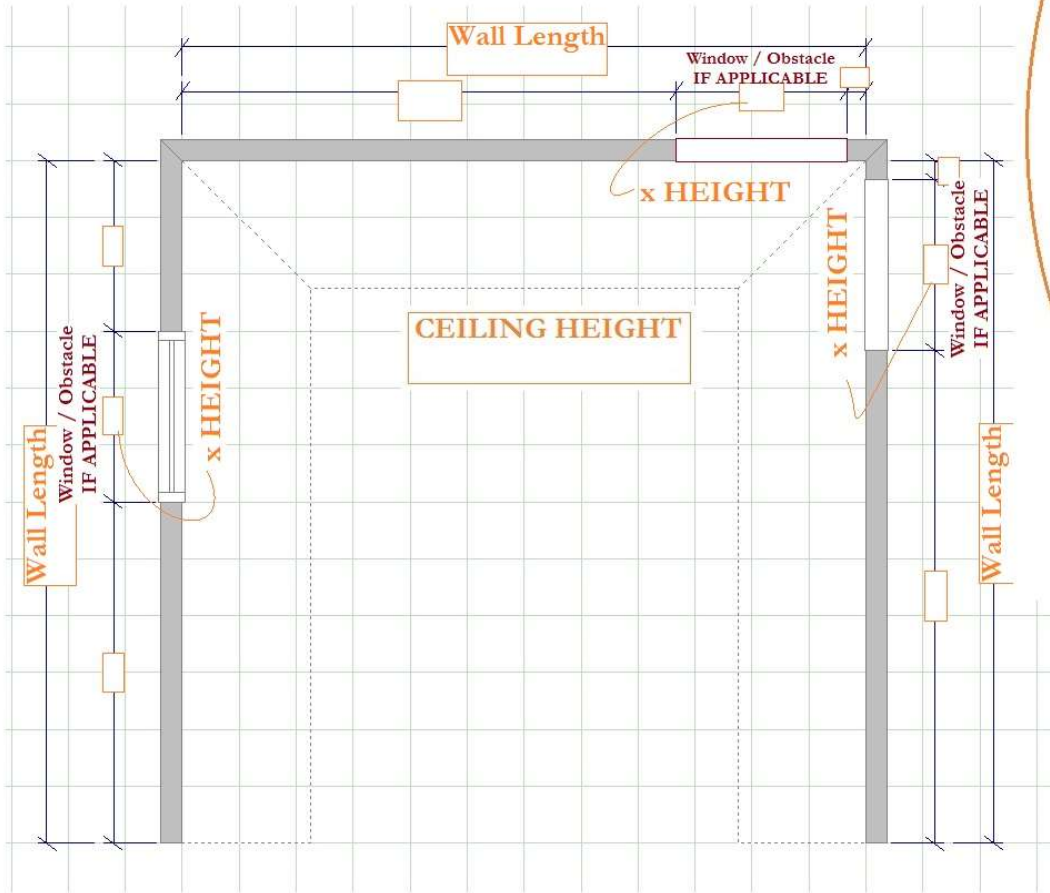 Wall Length
Window / Obstacle
IF APPLICABLE
x HEIGHT
CEILING HEIGHT
Wall Length
Window / Obstacle
IF APPLICABLE
x HEIGHT
x HEIGHT
Window / Obstacle
IF APPLICABLE
Wall Length